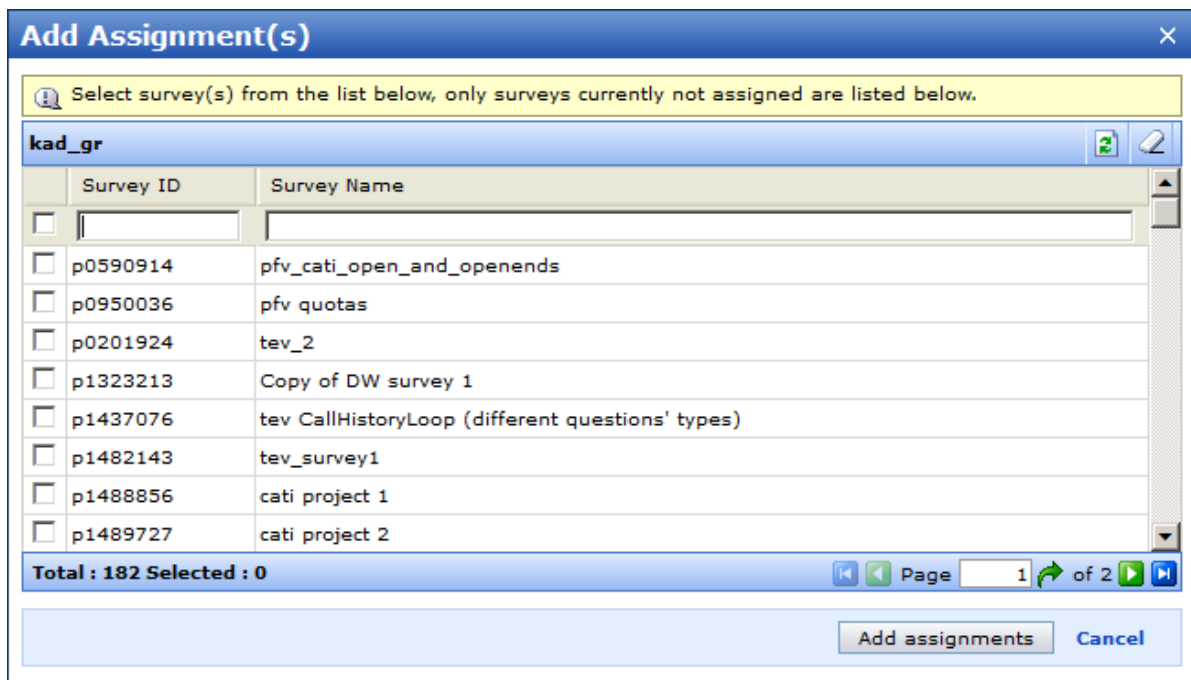 Add Assignment(s)
Select survey(s) from the list below, only surveys currently not assigned are listed below.
kad_gr
Survey ID Survey Name
p0590914 pfv_cati_open_and_openends
p0950036 pfv quotas
p0201924 tev_2
p1323213 Copy of DW survey 1
p1437076 tev CallHistoryLoop (different questions' types)
p1482143 tev_survey1
p1488856 cati project 1
p1489727 cati project 2
Total : 182 Selected : 0 Page 1 of 2
Add assignments Cancel